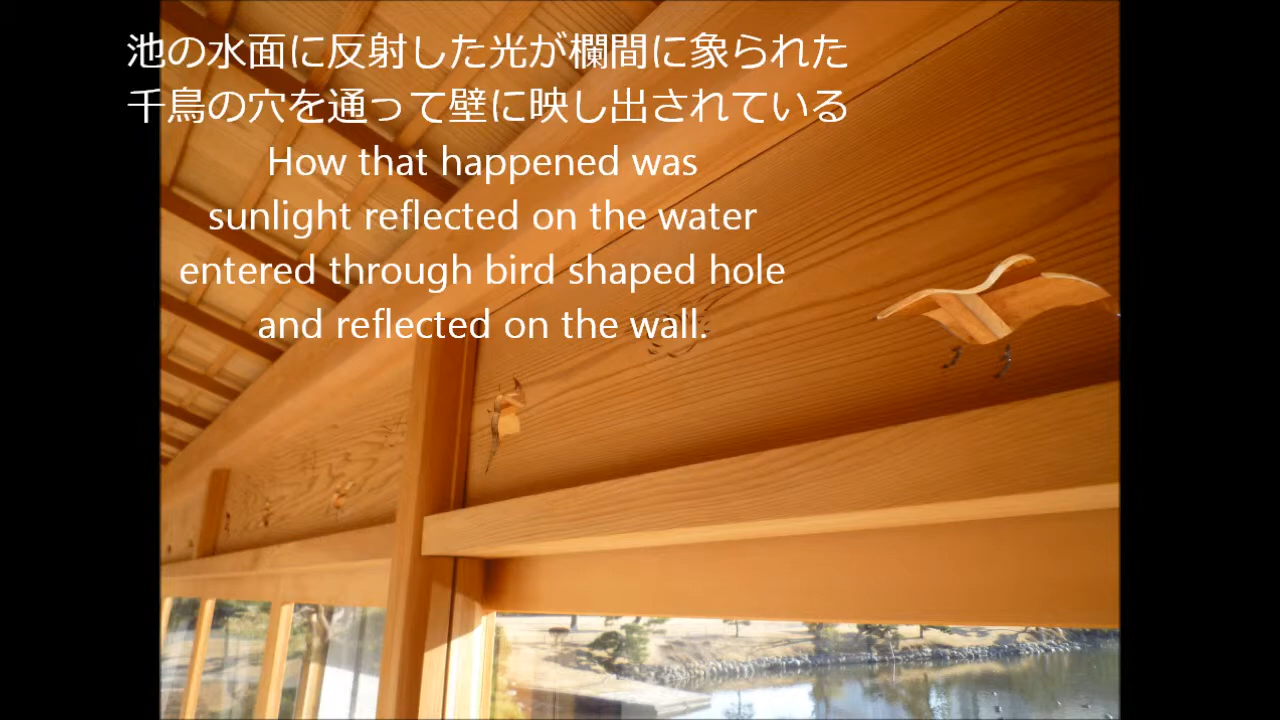 池の水面に反射した光が欄間に象られた
千鳥の穴を通って壁に映し出されている
How that happened was
sunlight reflected on the water
entered through bird shaped hole
and reflected on the wall.